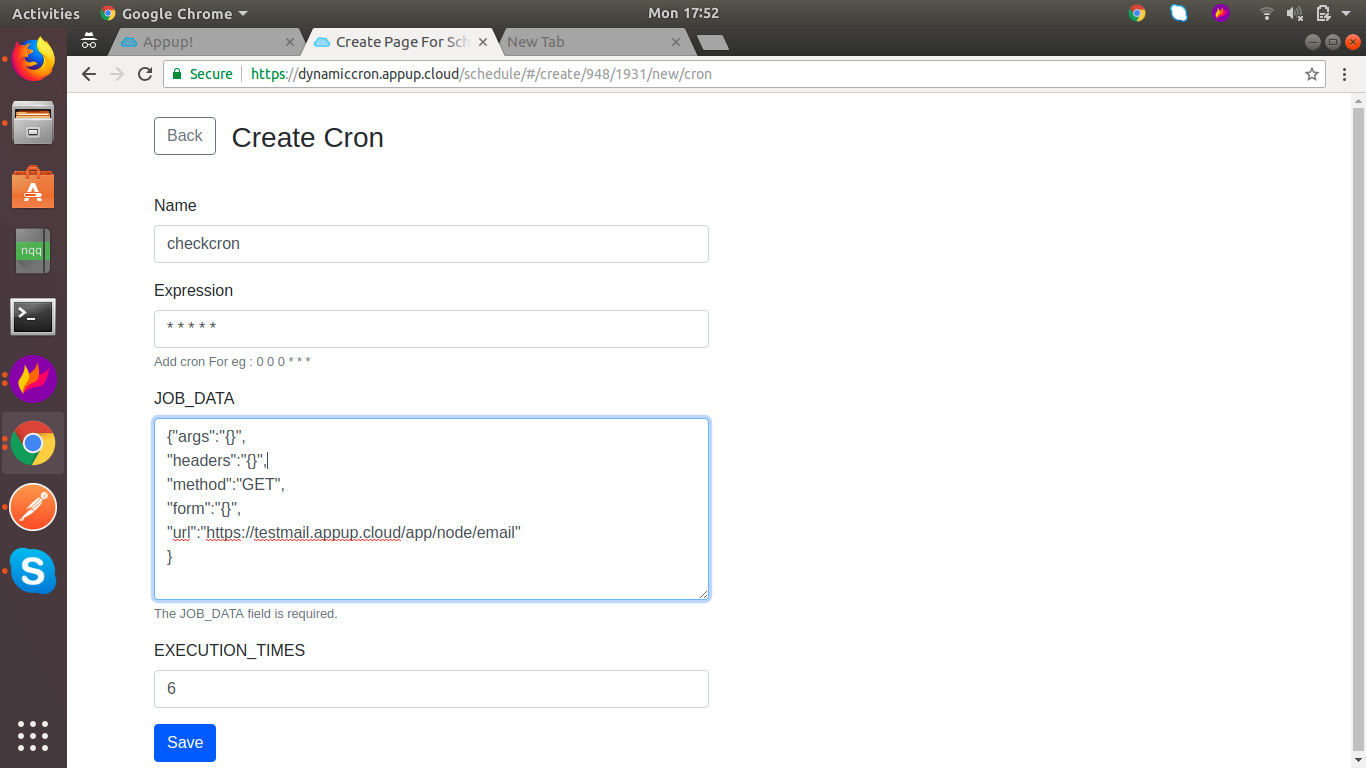 Activities Google Chrome Mon 17:52
Appup! Create Page For Sch New Tab
Secure https://dynamiccron.appup.cloud/schedule/#/create/948/1931/new/cron
Back Create Cron
Name
checkcron
Expression
* * * * *
Add cron For eg : 0 0 0 * * *
JOB_DATA
{"args":"{}",
"headers":"{}",
"method":"GET",
"form":"{}",
"url":"https://testmail.appup.cloud/app/node/email"
}
The JOB_DATA field is required.
EXECUTION_TIMES
6
Save
nqq